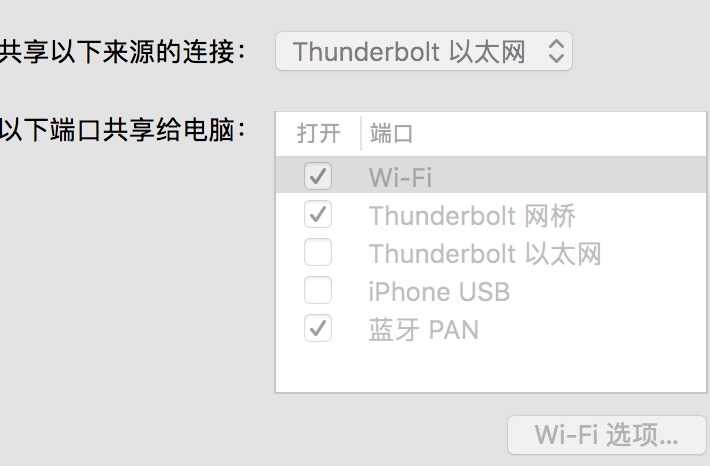 共享以下来源的连接： Thunderbolt 以太网
以下端口共享给电脑： 打开 端口
Wi-Fi
Thunderbolt 网桥
Thunderbolt 以太网
iPhone USB
蓝牙 PAN
Wi-Fi 选项...